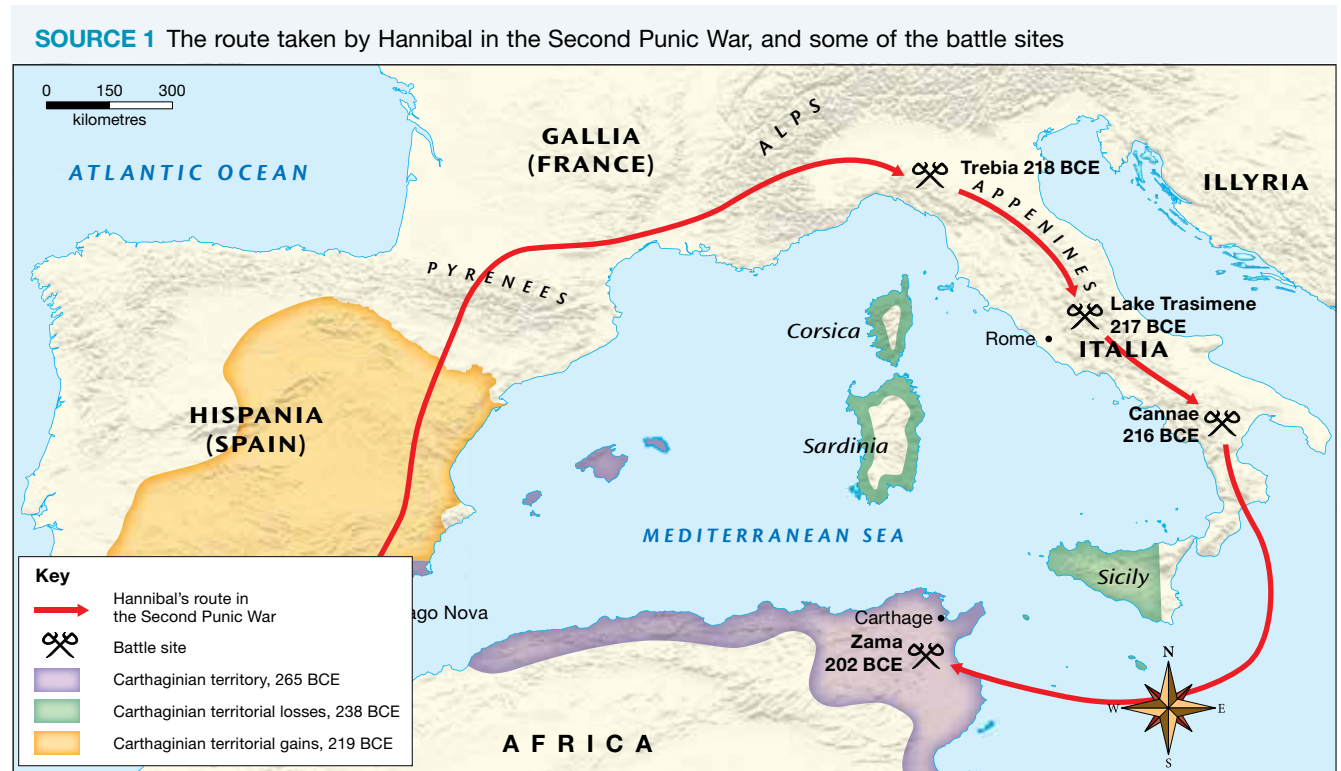 SOURCE 1 The route taken by Hannibal in the Second Punic War, and some of the battle sites
0 150 300
kilometres
ATLANTIC OCEAN
GALLIA
(FRANCE)
ALPS
Trebia 218 BCE
ILLYRIA
APPENINES
PYRENEES
Lake Trasimene
217 BCE
Corsica
Rome
ITALIA
HISPANIA
(SPAIN)
Cannae
216 BCE
Sardinia
MEDITERRANEAN SEA
Sicily
Key
Hannibal's route in
the Second Punic War
Battle site
Carthaginian territory, 265 BCE
Carthaginian territorial losses, 238 BCE
Carthaginian territorial gains, 219 BCE
ago Nova
Carthage
Zama
202 BCE
AFRICA
N
W E
S